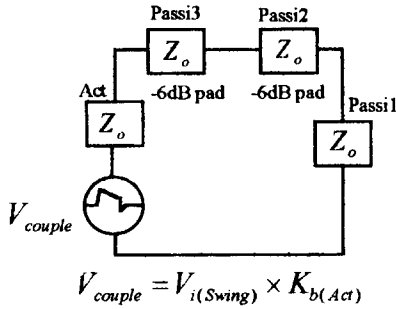 Passi3
Passi2
Z_o
Z_o
Act
-6dB pad
-6dB pad
Passi1
Z_o
Z_o
V_couple
V_couple = V_i(Swing) × K_b(Act)